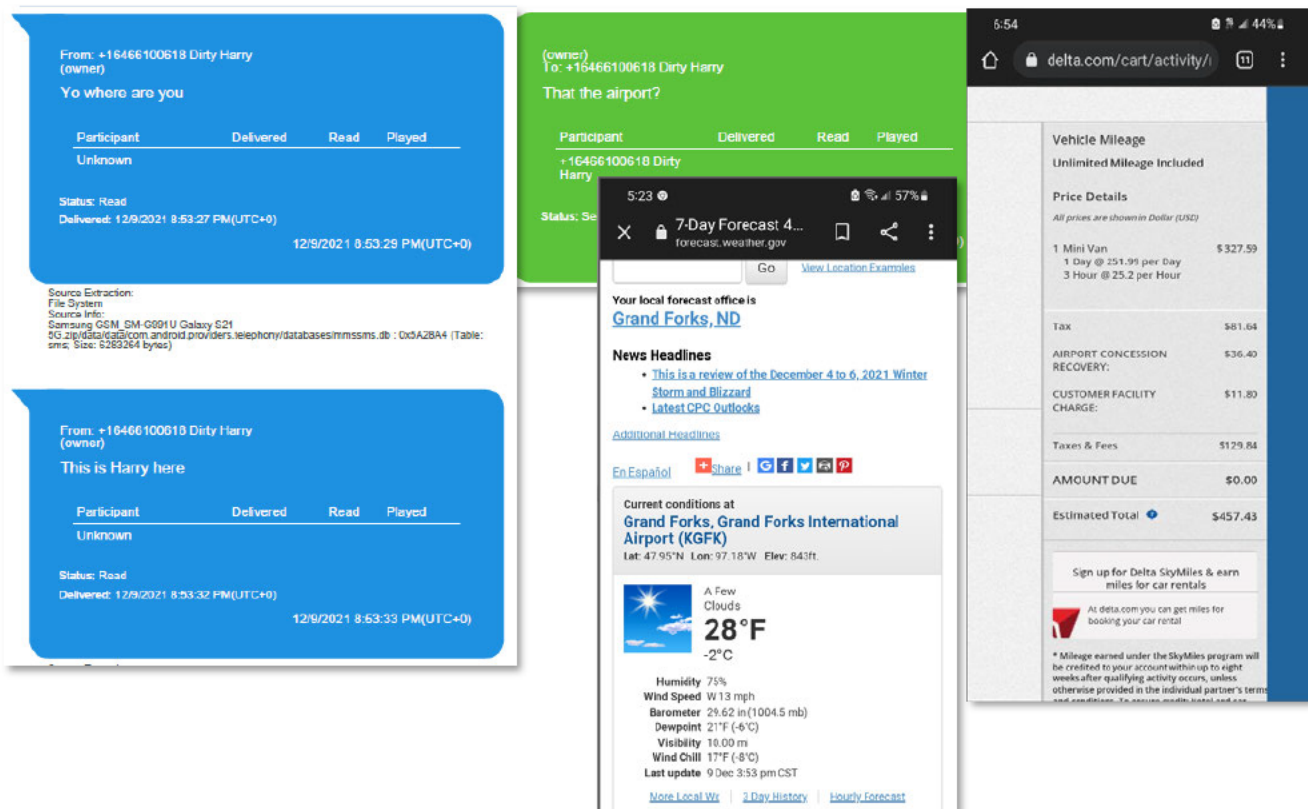 From: +16466100618 Dirty Harry
(owner)
Yo where are you
Participant Delivered Read Played
Unknown
Status: Read
Delivered: 12/9/2021 8:53:27 PM(UTC+0)
12/9/2021 8:53:29 PM(UTC+0)
Source Extraction:
File System
Source Info:
Samsung GSM_SM-G991U Galaxy S21
5G.zip/data/data/com.android.providers.telephony/databases/mmssms.db : 0x5A28A4 (Table:
sms; Size: 6283264 bytes)
From: +16466100618 Dirty Harry
(owner)
This is Harry here
Participant Delivered Read Played
Unknown
Status: Read
Delivered: 12/9/2021 8:53:32 PM(UTC+0)
12/9/2021 8:53:33 PM(UTC+0)
(owner)
To: +16466100618 Dirty Harry
That the airport?
Participant Delivered Read Played
+16466100618 Dirty
Harry
Status: Se
5:23 57%
7-Day Forecast 4...
forecast.weather.gov
Go View Location Examples
Your local forecast office is
Grand Forks, ND
News Headlines
• This is a review of the December 4 to 6, 2021 Winter
Storm and Blizzard
• Latest CPC Outlooks
Additional Headlines
En Español Share |
Current conditions at
Grand Forks, Grand Forks International
Airport (KGFK)
Lat: 47.95°N Lon: 97.18°W Elev: 843ft.
A Few
Clouds
28°F
-2°C
Humidity 75%
Wind Speed W 13 mph
Barometer 29.62 in (1004.5 mb)
Dewpoint 21°F (-6°C)
Visibility 10.00 mi
Wind Chill 17°F (-8°C)
Last update 9 Dec 3:53 pm CST
More Local Wx | 3 Day History | Hourly Forecast
6:54 44%
delta.com/cart/activity/ 11
Vehicle Mileage
Unlimited Mileage Included
Price Details
All prices are shown in Dollar (USD)
1 Mini Van $327.59
1 Day @ 251.99 per Day
3 Hour @ 25.2 per Hour
Tax $81.64
AIRPORT CONCESSION $36.40
RECOVERY:
CUSTOMER FACILITY $11.80
CHARGE:
Taxes & Fees $129.84
AMOUNT DUE $0.00
Estimated Total $457.43
Sign up for Delta SkyMiles & earn
miles for car rentals
At delta.com you can get miles for
booking your car rental
* Mileage earned under the SkyMiles program will
be credited to your account within up to eight
weeks after qualifying activity occurs, unless
otherwise provided in the individual partner's terms